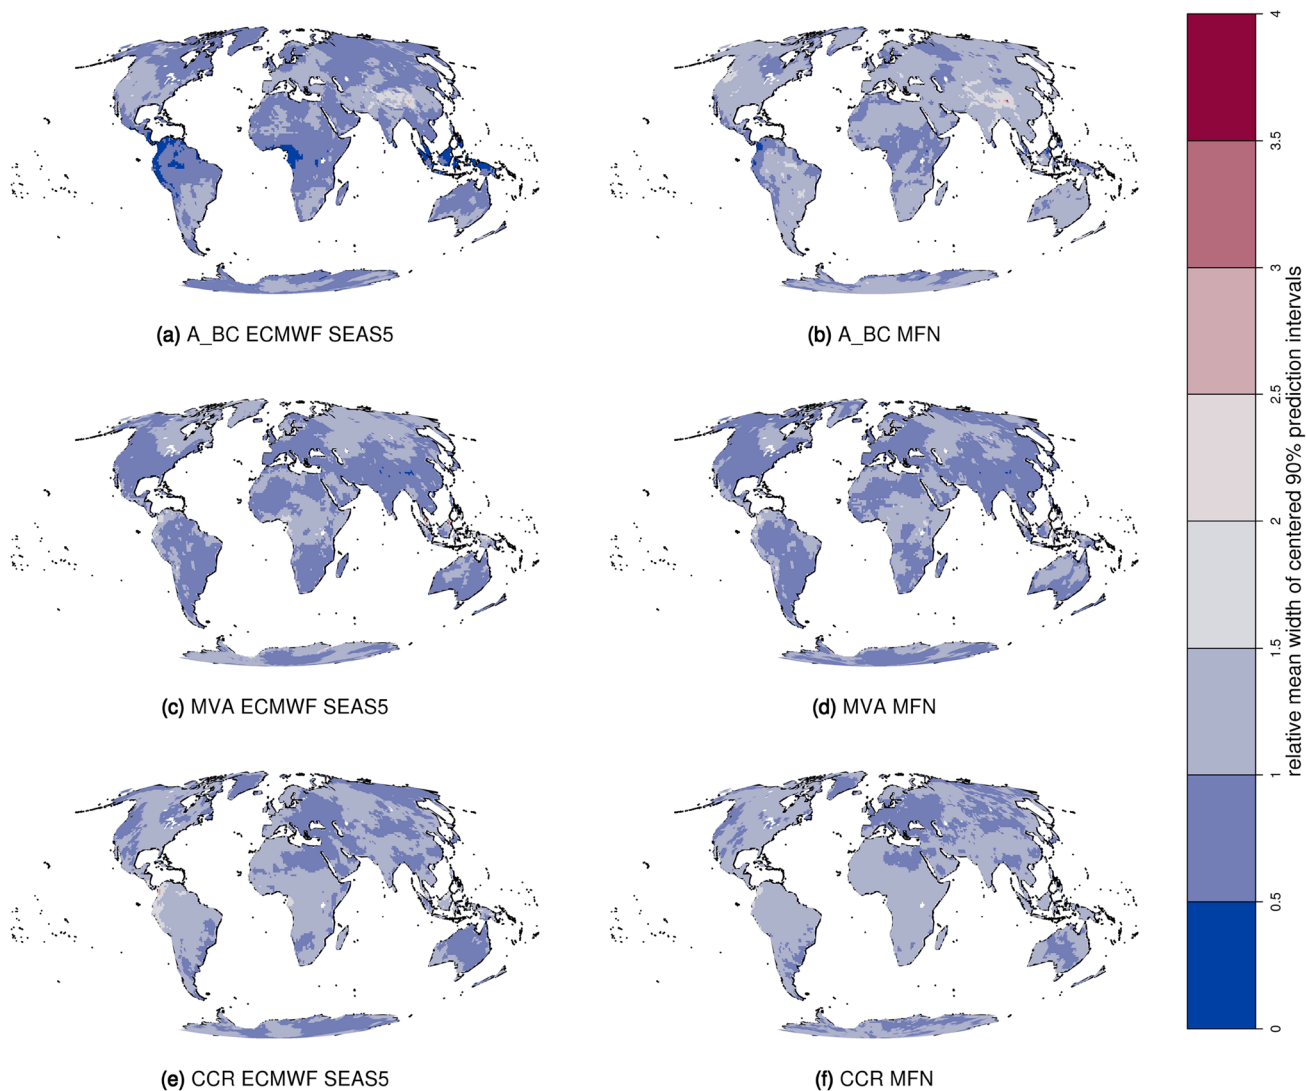 (a) A_BC ECMWF SEAS5
(b) A_BC MFN
(c) MVA ECMWF SEAS5
(d) MVA MFN
(e) CCR ECMWF SEAS5
(f) CCR MFN
4
3.5
3
2.5
2
1.5
1
0.5
0
relative mean width of centered 90% prediction intervals